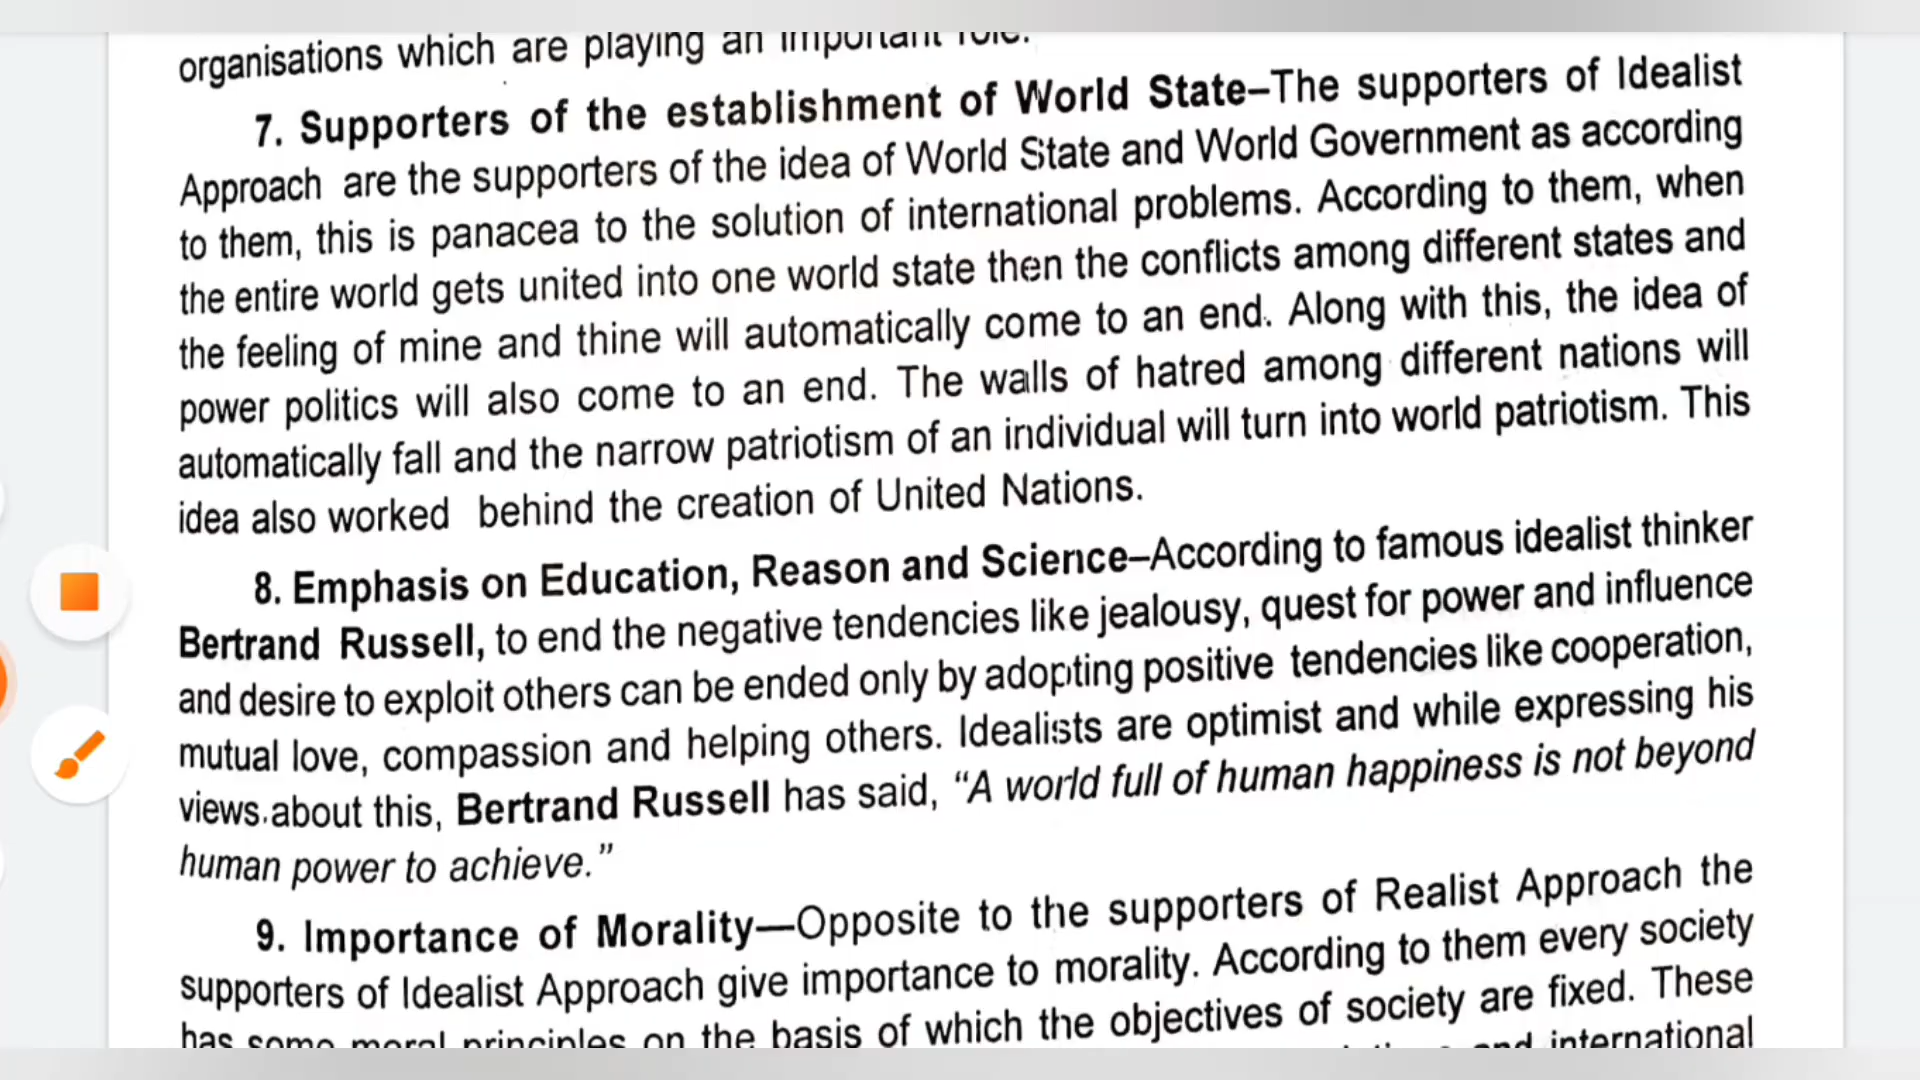 organisations which are playing an important role.
7. Supporters of the establishment of World State–The supporters of Idealist
Approach are the supporters of the idea of World State and World Government as according
to them, this is panacea to the solution of international problems. According to them, when
the entire world gets united into one world state then the conflicts among different states and
the feeling of mine and thine will automatically come to an end. Along with this, the idea of
power politics will also come to an end. The walls of hatred among different nations will
automatically fall and the narrow patriotism of an individual will turn into world patriotism. This
idea also worked behind the creation of United Nations.
8. Emphasis on Education, Reason and Science–According to famous idealist thinker
Bertrand Russell, to end the negative tendencies like jealousy, quest for power and influence
and desire to exploit others can be ended only by adopting positive tendencies like cooperation,
mutual love, compassion and helping others. Idealists are optimist and while expressing his
views about this, Bertrand Russell has said, “A world full of human happiness is not beyond
human power to achieve.”
9. Importance of Morality—Opposite to the supporters of Realist Approach the
supporters of Idealist Approach give importance to morality. According to them every society
has some moral principles on the basis of which the objectives of society are fixed. These
and international